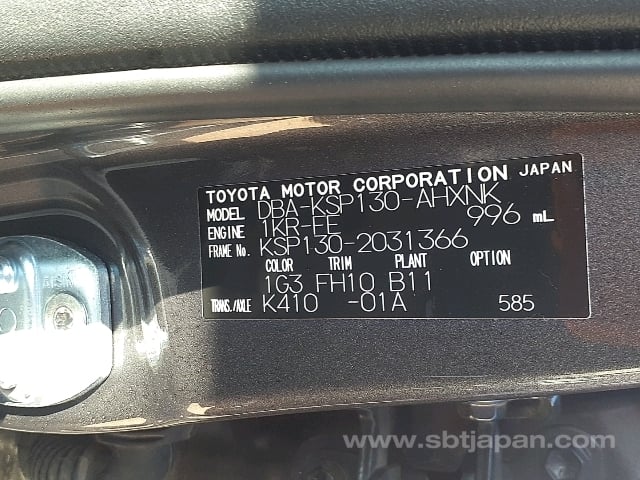 TOYOTA MOTOR CORPORATION JAPAN
MODEL DBA-KSP130-AHXNK
ENGINE 1KR-FE 996 mL
FRAME No. KSP130-2031366
COLOR TRIM PLANT OPTION
1G3 FH10 B11
TRANS./AXLE K410 -01A 585
www.sbtjapan.com